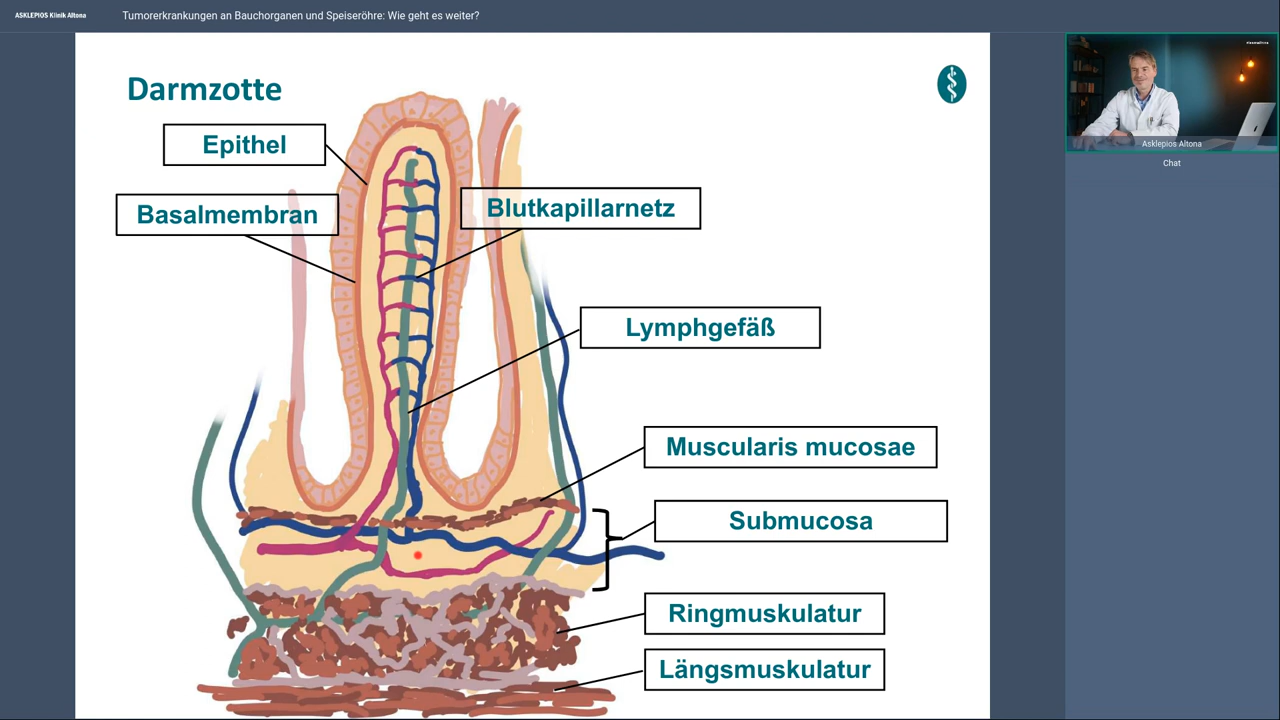 ASKLEPIOS Klinik Altona
Tumorerkrankungen an Bauchorganen und Speiseröhre: Wie geht es weiter?
Darmzotte
Epithel
Basalmembran
Blutkapillarnetz
Lymphgefäß
Muscularis mucosae
Submucosa
Ringmuskulatur
Längsmuskulatur
Asklepios Altona
Chat